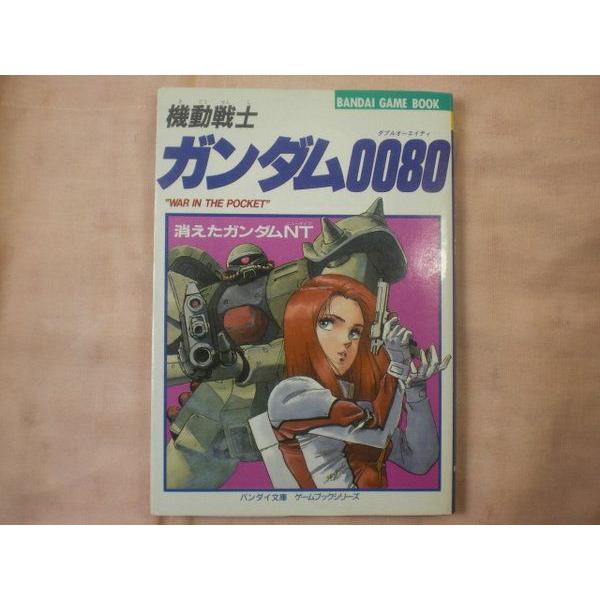 BANDAI GAME BOOK
機動戦士
ダブルオーエイティ
ガンダム0080
"WAR IN THE POCKET"
消えたガンダムNT
バンダイ文庫 ゲームブックシリーズ